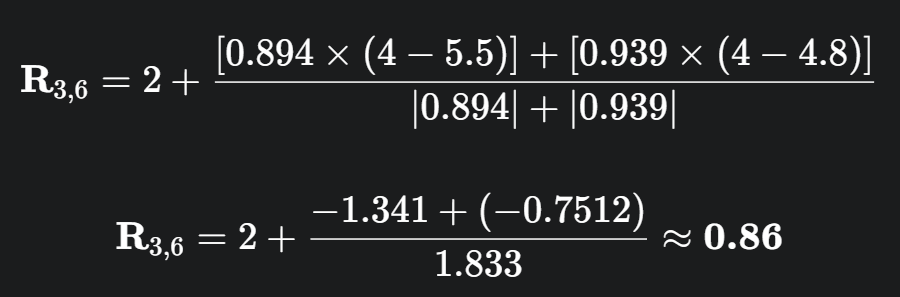 R₃,₆ = 2 + [0.894 × (4 − 5.5)] + [0.939 × (4 − 4.8)] / |0.894| + |0.939|
R₃,₆ = 2 + −1.341 + (−0.7512) / 1.833 ≈ 0.86